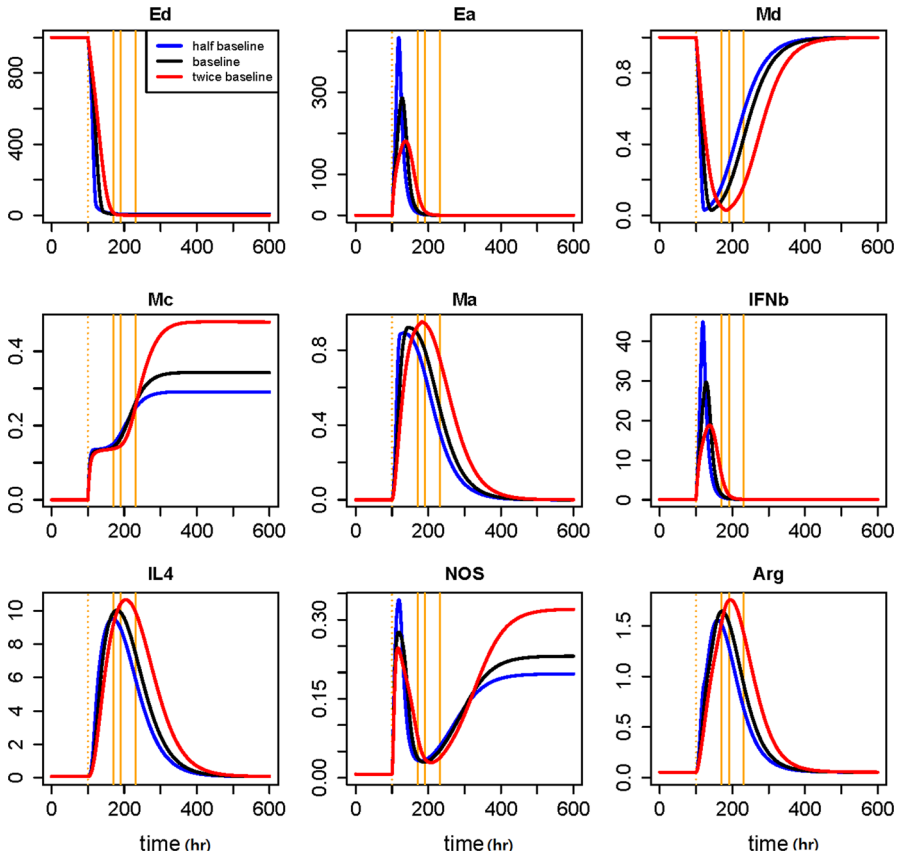 Ed
Ea
Md
half baseline
baseline
twice baseline
800
400
0
0 200 400 600
300
100
0
0 200 400 600
0.8
0.4
0.0
0 200 400 600
Mc
Ma
IFNb
0.4
0.2
0.0
0 200 400 600
0.8
0.4
0.0
0 200 400 600
40
30
20
10
0
0 200 400 600
IL4
NOS
Arg
10
8
6
4
2
0
0 200 400 600
0.30
0.15
0.00
0 200 400 600
1.5
1.0
0.5
0.0
0 200 400 600
time (hr)
time (hr)
time (hr)